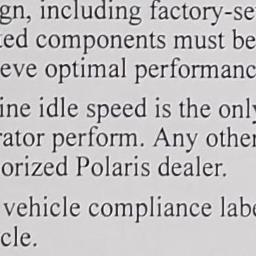 gn, including factory-se
ted components must be
eve optimal performanc
ine idle speed is the only
rator perform. Any other
orized Polaris dealer.
vehicle compliance labe
cle.